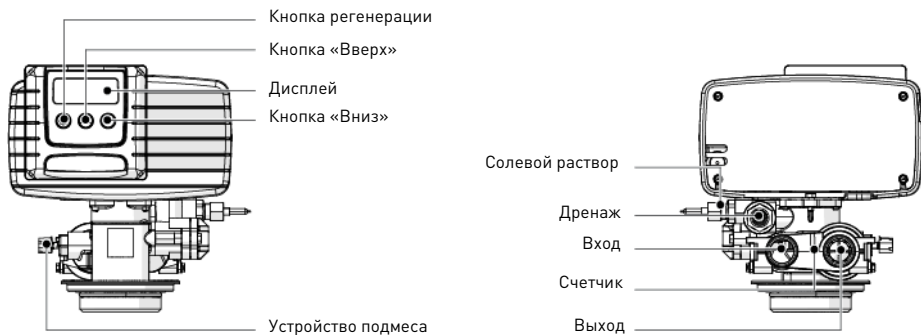 Кнопка регенерации
Кнопка «Вверх»
Дисплей
Кнопка «Вниз»
Устройство подмеса
Солевой раствор
Дренаж
Вход
Счетчик
Выход